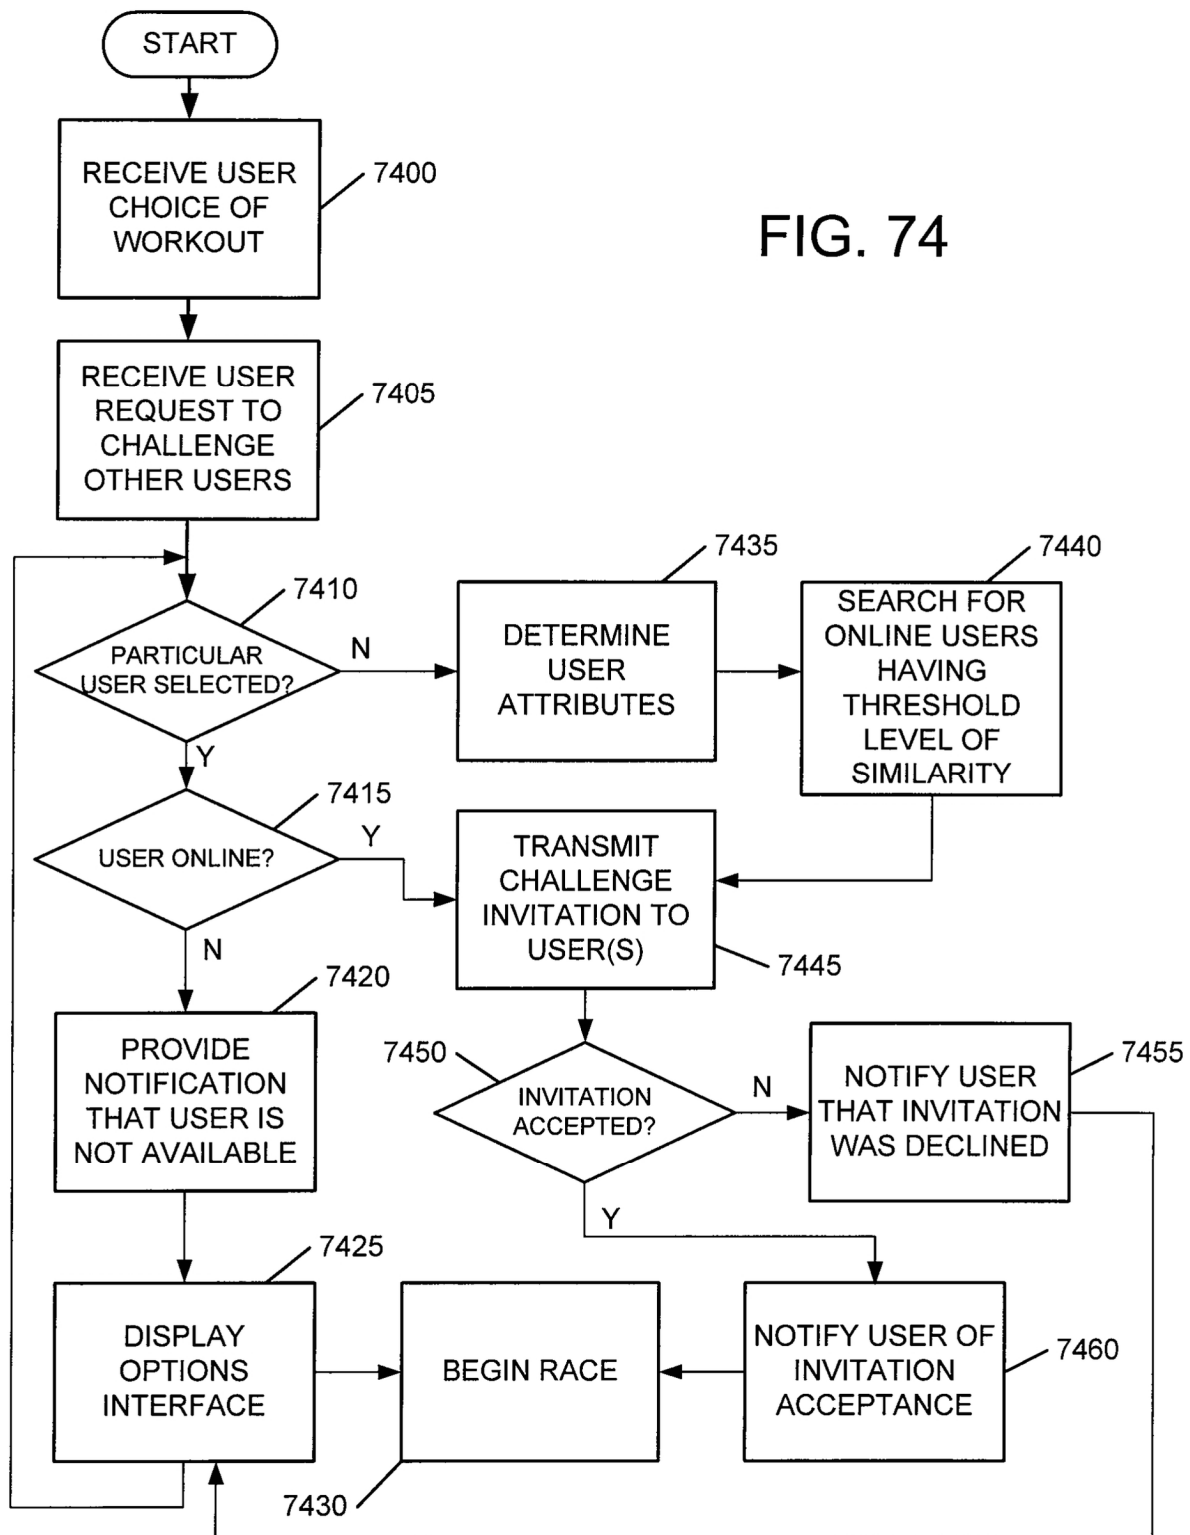 START
RECEIVE USER
CHOICE OF
WORKOUT
7400
FIG. 74
RECEIVE USER
REQUEST TO
CHALLENGE
OTHER USERS
7405
7410
PARTICULAR
USER SELECTED?
N
Y
7435
DETERMINE
USER
ATTRIBUTES
7440
SEARCH FOR
ONLINE USERS
HAVING
THRESHOLD
LEVEL OF
SIMILARITY
7415
USER ONLINE?
Y
N
TRANSMIT
CHALLENGE
INVITATION TO
USER(S)
7445
7420
PROVIDE
NOTIFICATION
THAT USER IS
NOT AVAILABLE
7450
INVITATION
ACCEPTED?
N
Y
7455
NOTIFY USER
THAT INVITATION
WAS DECLINED
7425
DISPLAY
OPTIONS
INTERFACE
BEGIN RACE
7430
NOTIFY USER OF
INVITATION
ACCEPTANCE
7460